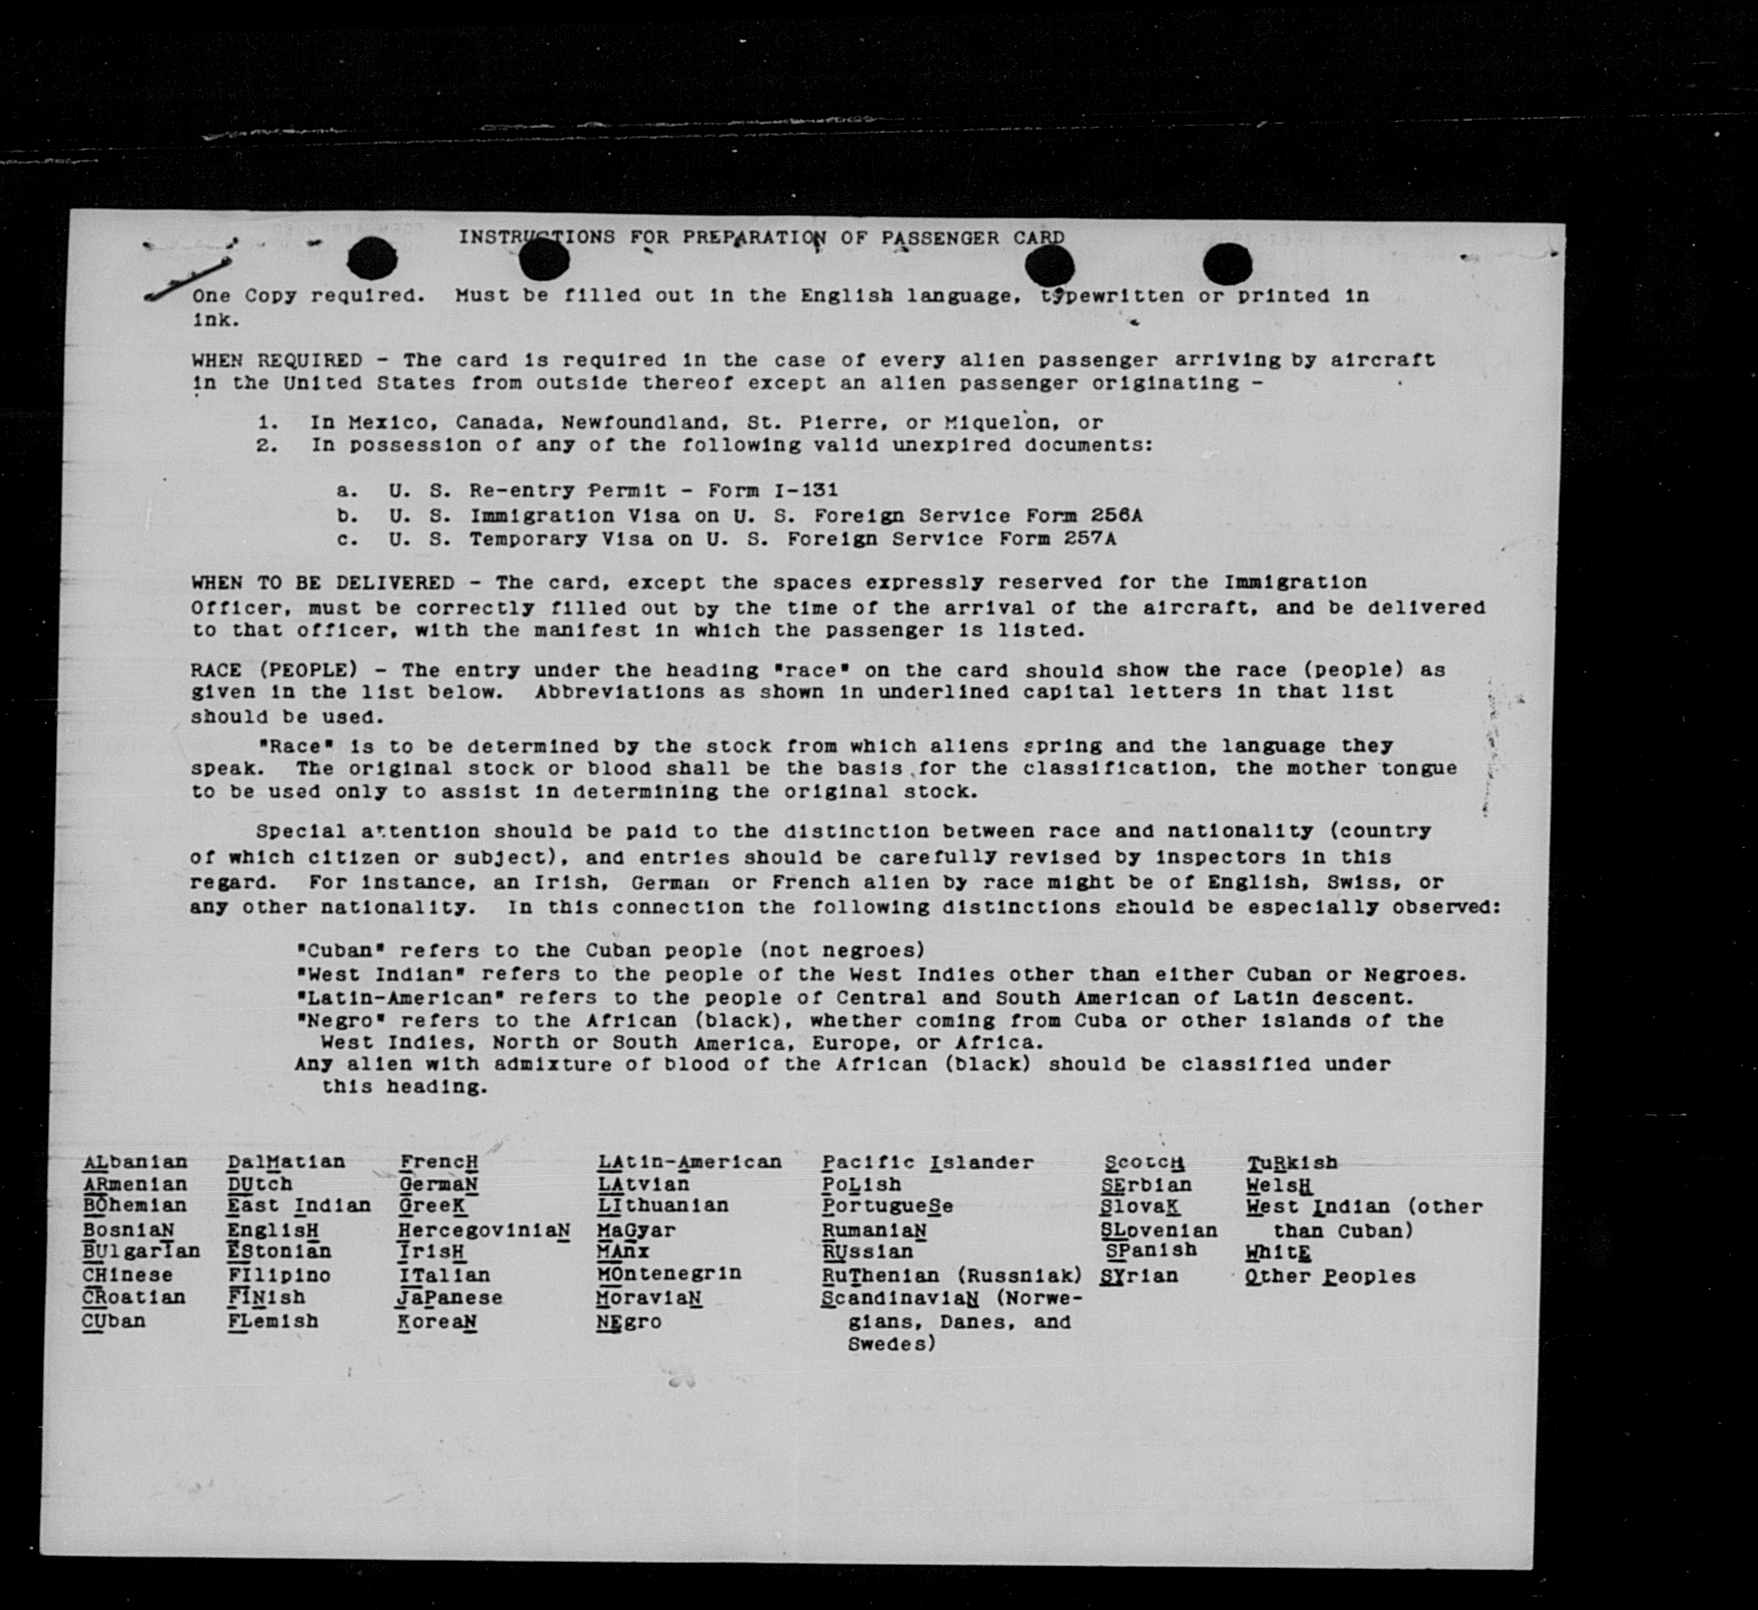 INSTRUCTIONS FOR PREPARATION OF PASSENGER CARD
One Copy required.  Must be filled out in the English language, typewritten or printed in
ink.
WHEN REQUIRED - The card is required in the case of every alien passenger arriving by aircraft
in the United States from outside thereof except an alien passenger originating -
1.  In Mexico, Canada, Newfoundland, St. Pierre, or Miquelon, or
2.  In possession of any of the following valid unexpired documents:
a.  U. S. Re-entry Permit - Form I-131
b.  U. S. Immigration Visa on U. S. Foreign Service Form 256A
c.  U. S. Temporary Visa on U. S. Foreign Service Form 257A
WHEN TO BE DELIVERED - The card, except the spaces expressly reserved for the Immigration
Officer, must be correctly filled out by the time of the arrival of the aircraft, and be delivered
to that officer, with the manifest in which the passenger is listed.
RACE (PEOPLE) - The entry under the heading "race" on the card should show the race (people) as
given in the list below.  Abbreviations as shown in underlined capital letters in that list
should be used.
"Race" is to be determined by the stock from which aliens spring and the language they
speak.  The original stock or blood shall be the basis for the classification, the mother tongue
to be used only to assist in determining the original stock.
Special attention should be paid to the distinction between race and nationality (country
of which citizen or subject), and entries should be carefully revised by inspectors in this
regard.  For instance, an Irish, German or French alien by race might be of English, Swiss, or
any other nationality.  In this connection the following distinctions should be especially observed:
"Cuban" refers to the Cuban people (not negroes)
"West Indian" refers to the people of the West Indies other than either Cuban or Negroes.
"Latin-American" refers to the people of Central and South American of Latin descent.
"Negro" refers to the African (black), whether coming from Cuba or other islands of the
West Indies, North or South America, Europe, or Africa.
Any alien with admixture of blood of the African (black) should be classified under
this heading.
ALbanian  DalMatian  FrencH  LAtin-American  Pacific Islander  ScotcH  TuRkish
ARmenian  DUtch  GermaN  LAtvian  PoLish  SErbian  WelsH
BOhemian  East Indian  GreeK  LIthuanian  PortugueSe  SlovaK  West Indian (other
BosniaN  EnglisH  HercegoviniaN  MaGyar  RumaniaN  SLovenian  than Cuban)
BUlgarIan  EStonian  IrisH  MAnx  RUssian  SPanish  WhitE
CHinese  FIlipino  ITalian  MOntenegrin  RuThenian (Russniak)  SYrian  Other Peoples
CRoatian  FINish  JaPanese  MoraviaN  ScandinaviaN (Norwe-
CUban  FLemish  KoreaN  NEgro  gians, Danes, and
Swedes)